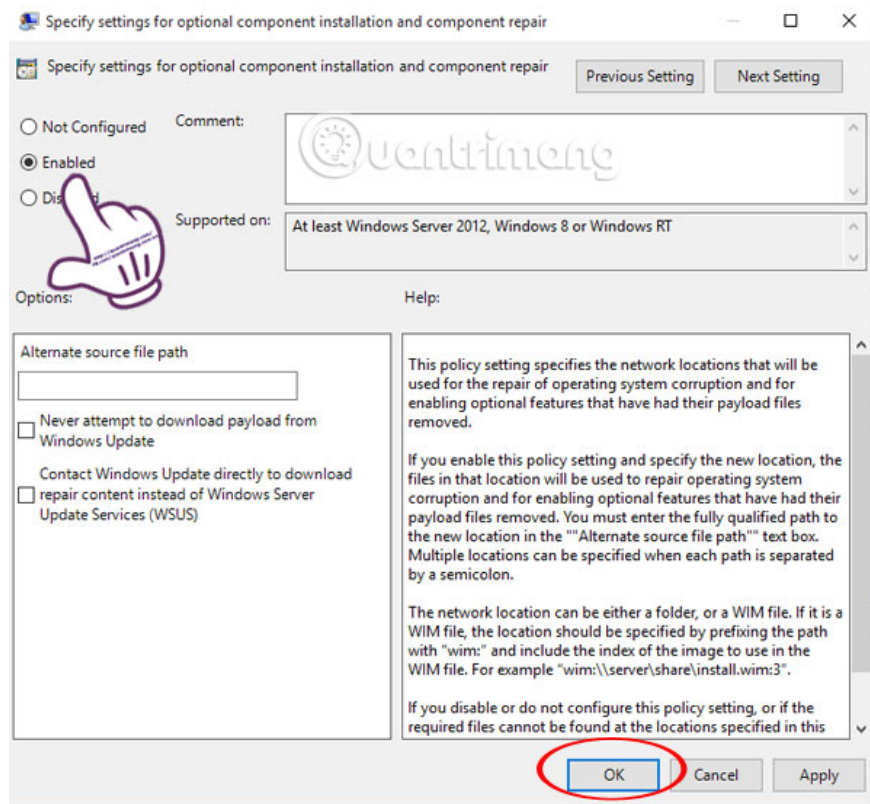 Specify settings for optional component installation and component repair
Specify settings for optional component installation and component repair
Previous Setting
Next Setting
Not Configured
Comment:
Quantrimang
Enabled
Supported on:
At least Windows Server 2012, Windows 8 or Windows RT
Options:
Help:
Alternate source file path
Never attempt to download payload from
Windows Update
Contact Windows Update directly to download
repair content instead of Windows Server
Update Services (WSUS)
This policy setting specifies the network locations that will be
used for the repair of operating system corruption and for
enabling optional features that have had their payload files
removed.
If you enable this policy setting and specify the new location, the
files in that location will be used to repair operating system
corruption and for enabling optional features that have had their
payload files removed. You must enter the fully qualified path to
the new location in the ""Alternate source file path"" text box.
Multiple locations can be specified when each path is separated
by a semicolon.
The network location can be either a folder, or a WIM file. If it is a
WIM file, the location should be specified by prefixing the path
with "wim:" and include the index of the image to use in the
WIM file. For example "wim:\\server\share\install.wim:3".
If you disable or do not configure this policy setting, or if the
required files cannot be found at the locations specified in this
OK
Cancel
Apply